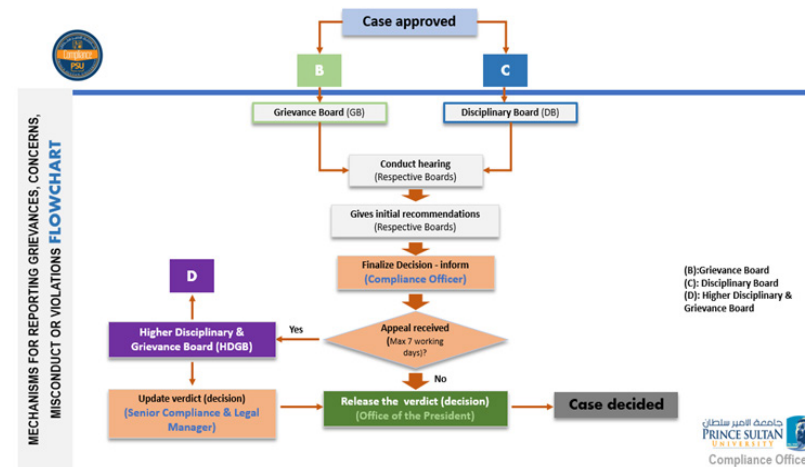 Case approved
Compliance
PSU
B
C
MECHANISMS FOR REPORTING GRIEVANCES, CONCERNS,
MISCONDUCT OR VIOLATIONS FLOWCHART
Grievance Board (GB)
Disciplinary Board (DB)
Conduct hearing
(Respective Boards)
Gives initial recommendations
(Respective Boards)
Finalize Decision - inform
(Compliance Officer)
D
(B):Grievance Board
(C): Disciplinary Board
(D): Higher Disciplinary &
Grievance Board
Appeal received
(Max 7 working
days)?
Yes
Higher Disciplinary &
Grievance Board (HDGB)
No
Update verdict (decision)
(Senior Compliance & Legal
Manager)
Release the verdict (decision)
(Office of the President)
Case decided
جامعة الأمير سلطان
PRINCE SULTAN
UNIVERSITY
Compliance Office